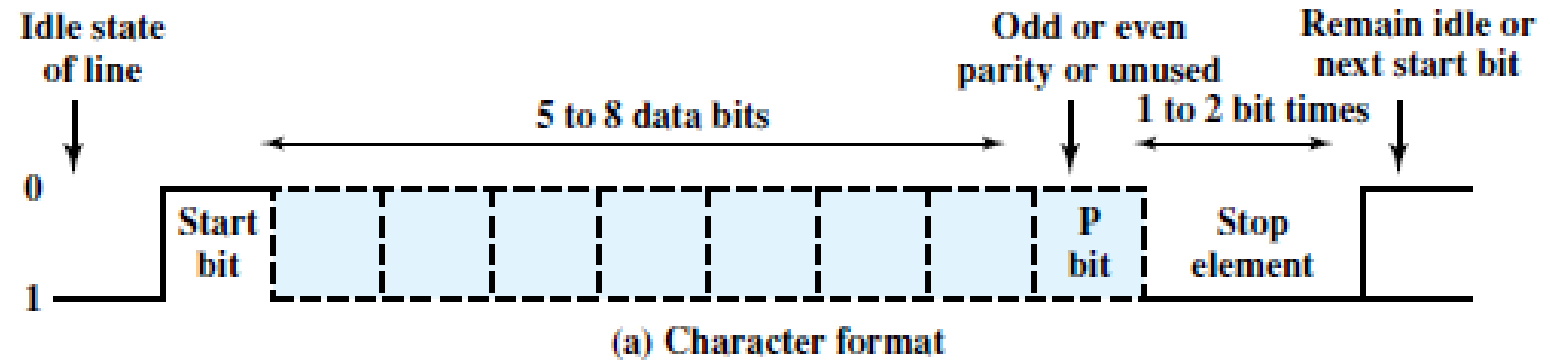 Idle state
of line
Odd or even
parity or unused
Remain idle or
next start bit
5 to 8 data bits
1 to 2 bit times
0
Start
bit
P
bit
Stop
element
1
(a) Character format